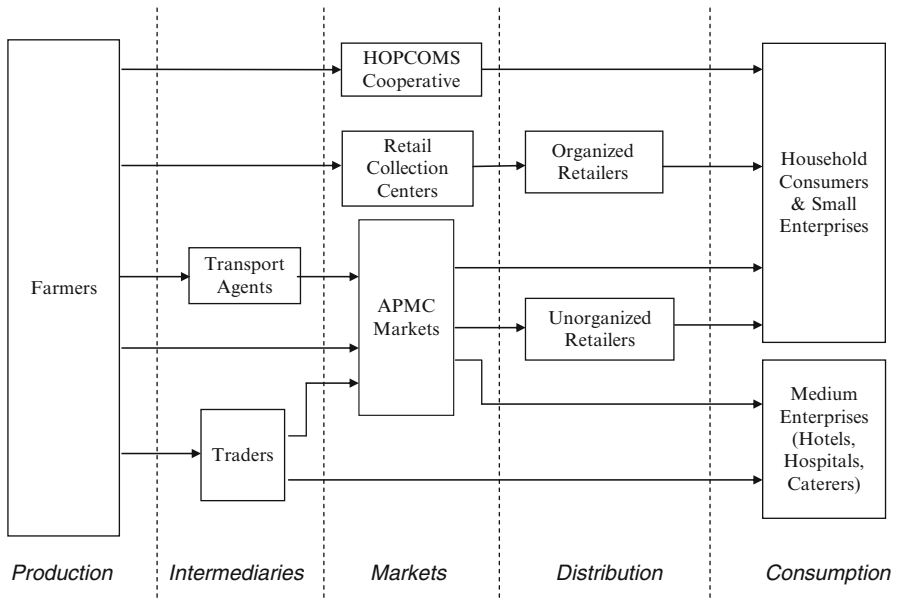 HOPCOMS
Cooperative
Retail
Collection
Centers
Organized
Retailers
Household
Consumers
& Small
Enterprises
Farmers
Transport
Agents
APMC
Markets
Unorganized
Retailers
Traders
Medium
Enterprises
(Hotels,
Hospitals,
Caterers)
Production
Intermediaries
Markets
Distribution
Consumption